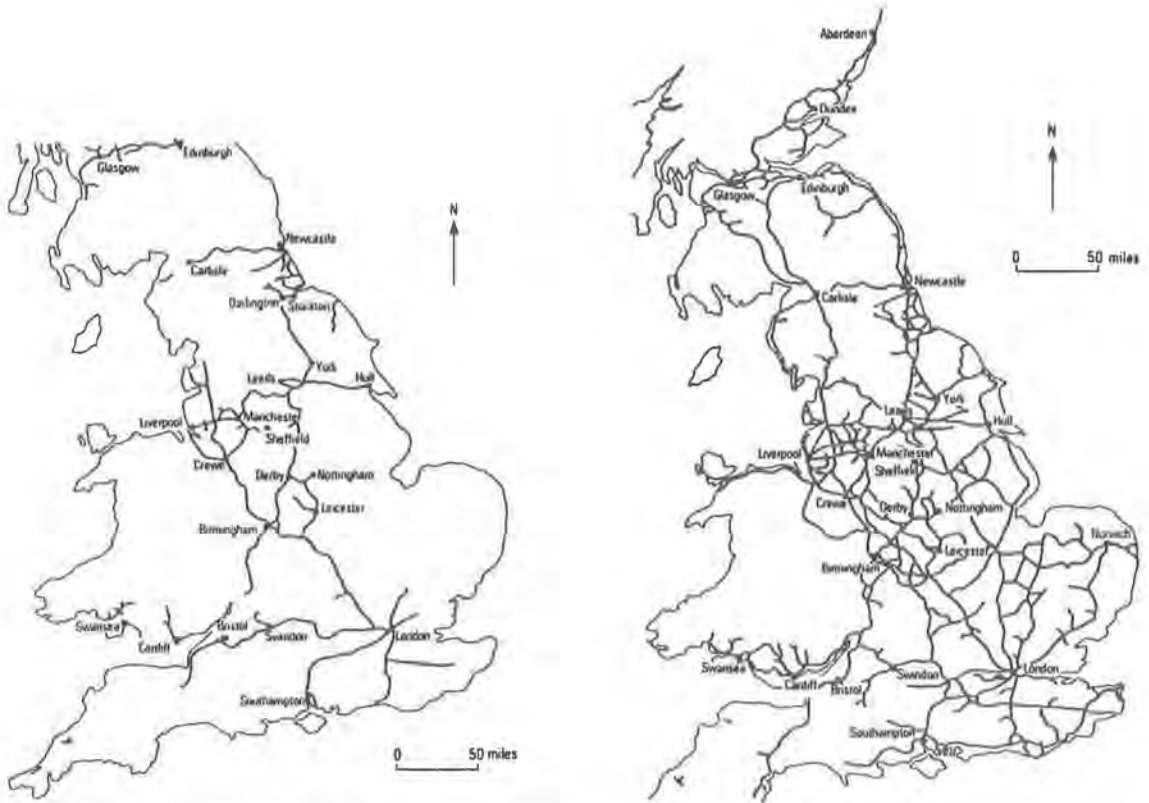 Edinburgh
Glasgow
N
Newcastle
Carlisle
Darlington
Stockton
York
Leeds
Hull
Liverpool
Manchester
Sheffield
Crewe
Derby
Nottingham
Leicester
Birmingham
Swansea
Cardiff
Bristol
Swindon
London
Southampton
0 50 miles
Aberdeen
Dundee
N
Glasgow
Edinburgh
0 50 miles
Newcastle
Carlisle
York
Leeds
Hull
Liverpool
Manchester
Sheffield
Crewe
Derby
Nottingham
Norwich
Leicester
Birmingham
Swansea
Cardiff
Bristol
Swindon
London
Southampton